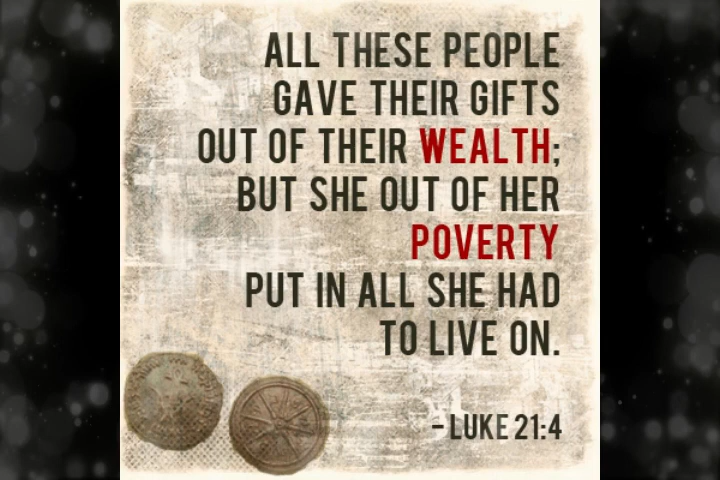 ALL THESE PEOPLE
GAVE THEIR GIFTS
OUT OF THEIR WEALTH;
BUT SHE OUT OF HER
POVERTY
PUT IN ALL SHE HAD
TO LIVE ON.
- LUKE 21:4